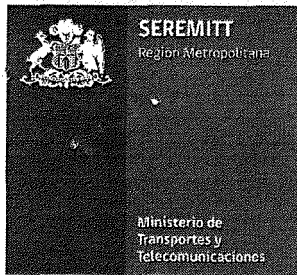 SEREMITT
Región Metropolitana
Ministerio de
Transportes y
Telecomunicaciones